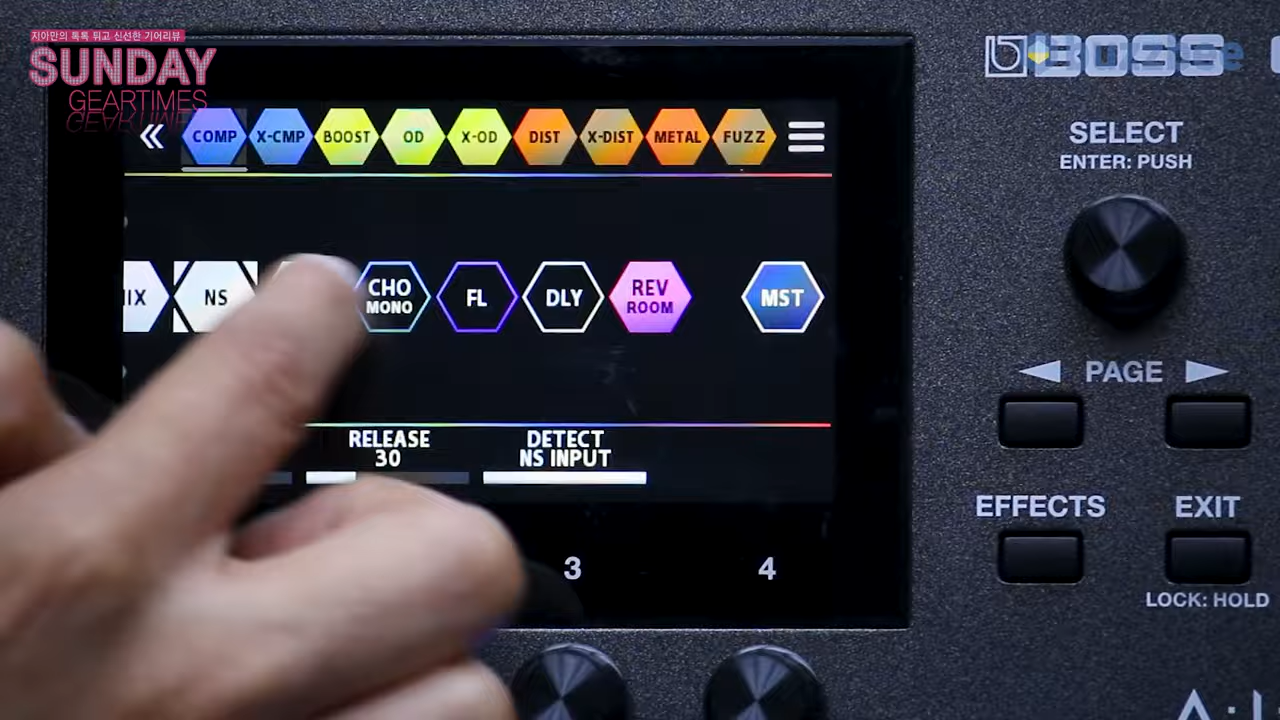 지아만의 톡톡 튀고 신선한 기어리뷰
SUNDAY
GEARTIMES
BOSS
SELECT
ENTER: PUSH
COMP
X-CMP
BOOST
OD
X-OD
DIST
X-DIST
METAL
FUZZ
NS
CHO
MONO
FL
DLY
REV
ROOM
MST
PAGE
RELEASE
30
DETECT
NS INPUT
EFFECTS
EXIT
3
4
LOCK: HOLD